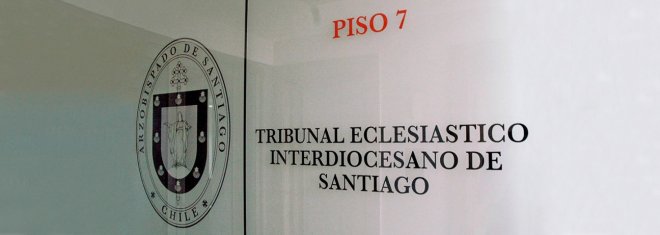 PISO 7
ARZOBISPADO DE SANTIAGO
CHILE
TRIBUNAL ECLESIASTICO
INTERDIOCESANO DE
SANTIAGO